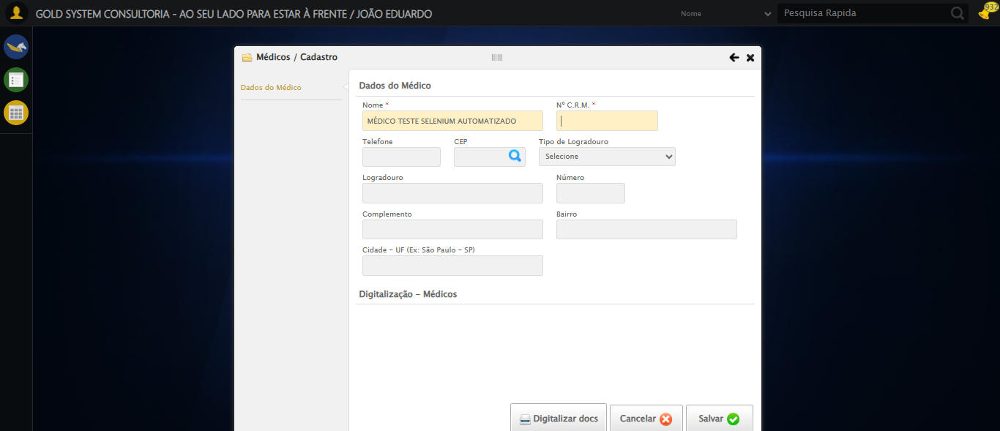 GOLD SYSTEM CONSULTORIA - AO SEU LADO PARA ESTAR À FRENTE / JOÃO EDUARDO
Nome
Pesquisa Rapida
932
Médicos / Cadastro
Dados do Médico
Dados do Médico
Nome *
Nº C.R.M. *
MÉDICO TESTE SELENIUM AUTOMATIZADO
Telefone
CEP
Tipo de Logradouro
Selecione
Logradouro
Número
Complemento
Bairro
Cidade - UF (Ex: São Paulo - SP)
Digitalização - Médicos
Digitalizar docs
Cancelar
Salvar